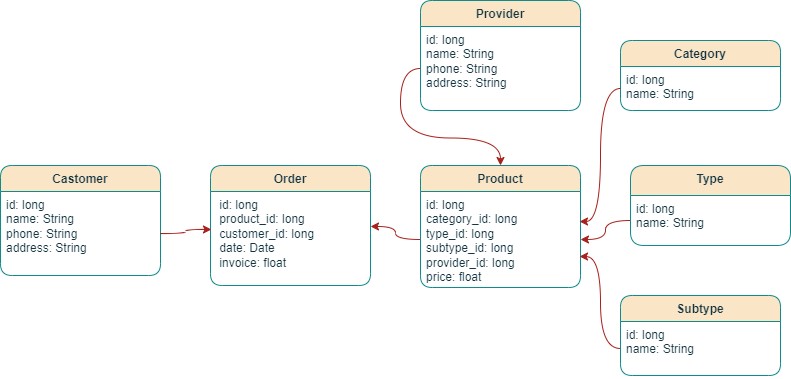 Provider
id: long
name: String
phone: String
address: String
Category
id: long
name: String
Castomer
id: long
name: String
phone: String
address: String
Order
id: long
product_id: long
customer_id: long
date: Date
invoice: float
Product
id: long
category_id: long
type_id: long
subtype_id: long
provider_id: long
price: float
Type
id: long
name: String
Subtype
id: long
name: String